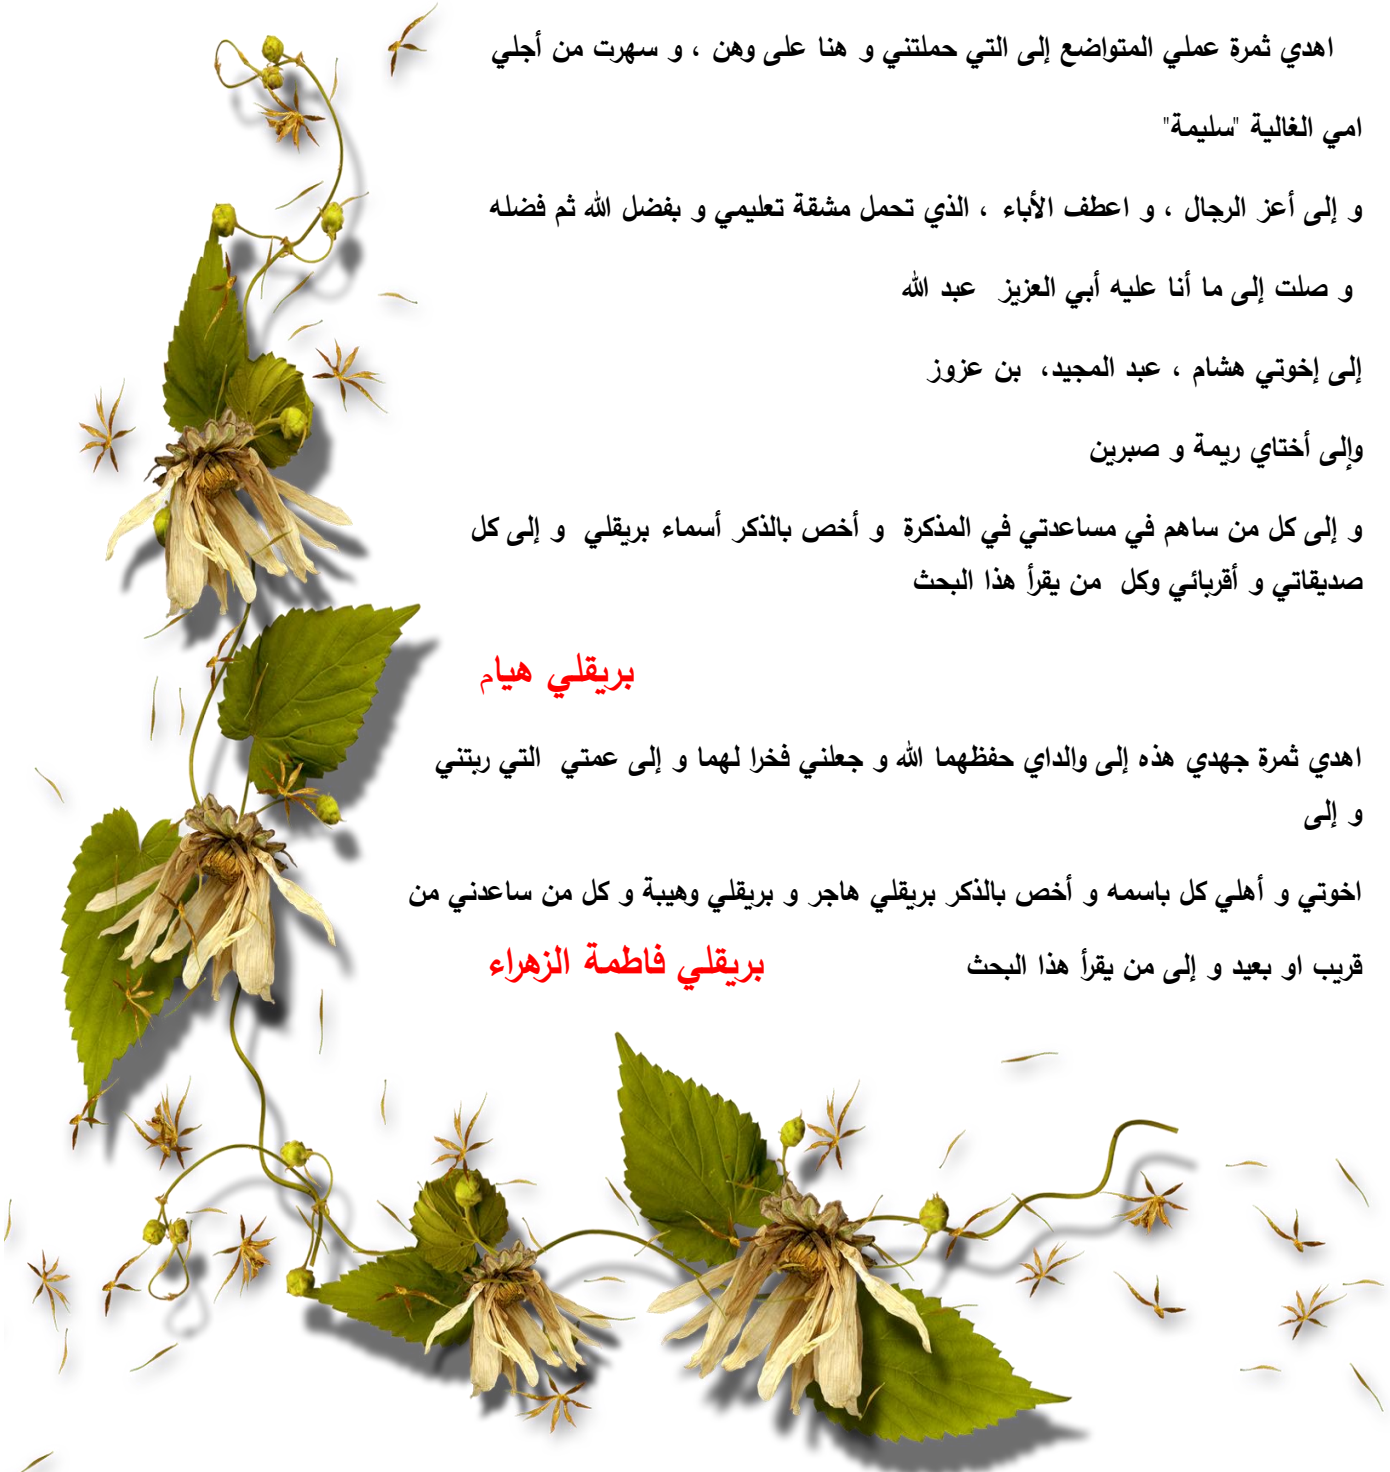 اهدي ثمرة عملي المتواضع إلى التي حملتني و هنا على وهن ، و سهرت من أجلي
امي الغالية "سليمة"
و إلى أعز الرجال ، و اعطف الأباء ، الذي تحمل مشقة تعليمي و بفضل الله ثم فضله
و صلت إلى ما أنا عليه أبي العزيز عبد الله
إلى إخوتي هشام ، عبد المجيد، بن عزوز
وإلى أختاي ريمة و صبرين
و إلى كل من ساهم في مساعدتي في المذكرة و أخص بالذكر أسماء بريقلي و إلى كل
صديقاتي و أقربائي وكل من يقرأ هذا البحث
بريقلي هيام
اهدي ثمرة جهدي هذه إلى والداي حفظهما الله و جعلني فخرا لهما و إلى عمتي التي ربتني
و إلى
اخوتي و أهلي كل باسمه و أخص بالذكر بريقلي هاجر و بريقلي وهيبة و كل من ساعدني من
قريب او بعيد و إلى من يقرأ هذا البحث بريقلي فاطمة الزهراء